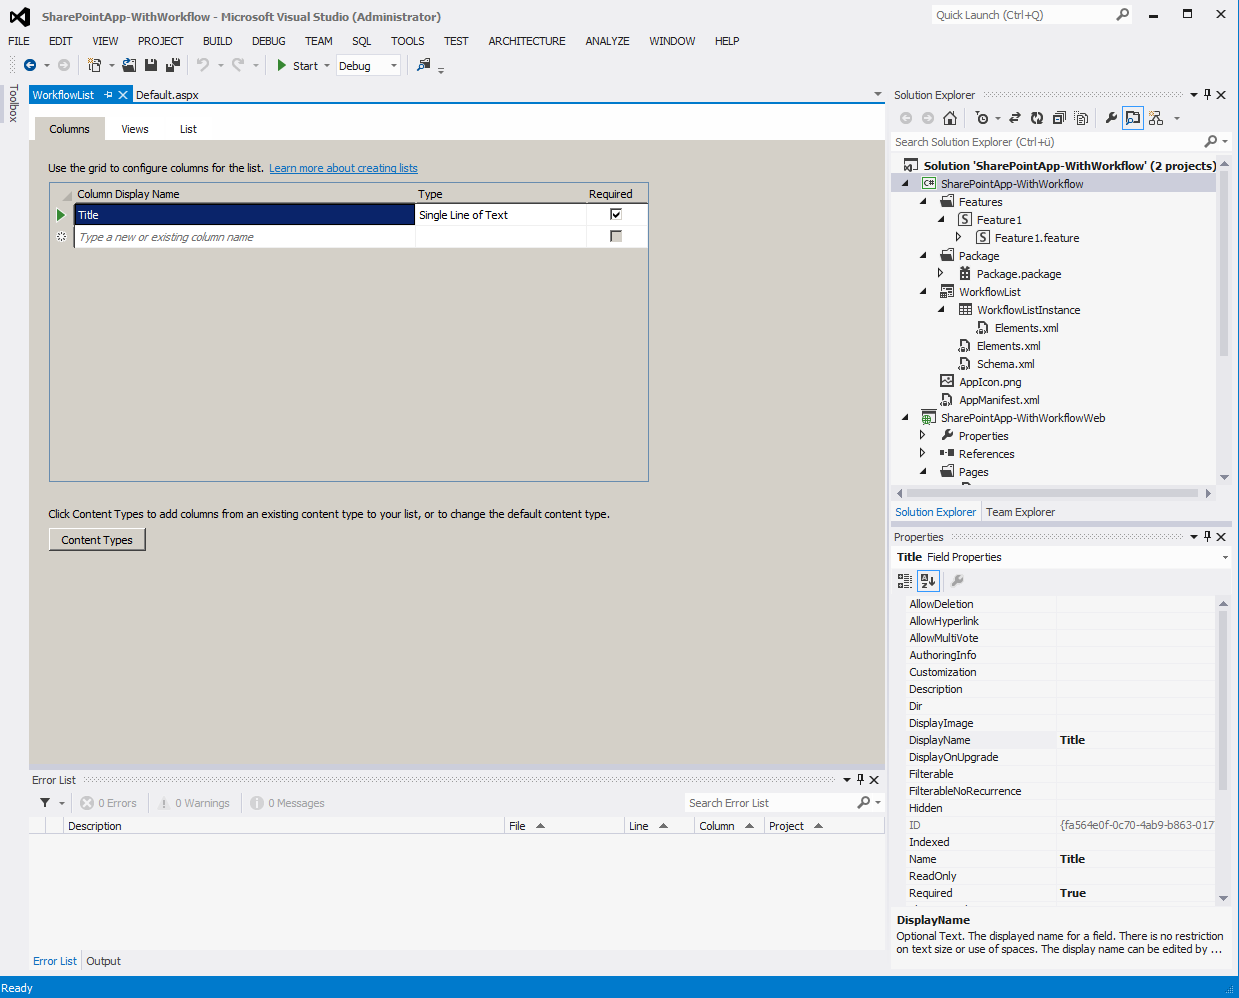 SharePointApp-WithWorkflow - Microsoft Visual Studio (Administrator)
Quick Launch (Ctrl+Q)
FILE EDIT VIEW PROJECT BUILD DEBUG TEAM SQL TOOLS TEST ARCHITECTURE ANALYZE WINDOW HELP
Start Debug
Toolbox
WorkflowList Default.aspx
Columns Views List
Use the grid to configure columns for the list. Learn more about creating lists
Column Display Name Type Required
Title Single Line of Text
Type a new or existing column name
Click Content Types to add columns from an existing content type to your list, or to change the default content type.
Content Types
Error List
0 Errors 0 Warnings 0 Messages
Search Error List
Description File Line Column Project
Error List Output
Solution Explorer
Search Solution Explorer (Ctrl+ü)
Solution 'SharePointApp-WithWorkflow' (2 projects)
C# SharePointApp-WithWorkflow
Features
Feature1
Feature1.feature
Package
Package.package
WorkflowList
WorkflowListInstance
Elements.xml
Elements.xml
Schema.xml
AppIcon.png
AppManifest.xml
SharePointApp-WithWorkflowWeb
Properties
References
Pages
Solution Explorer Team Explorer
Properties
Title Field Properties
AllowDeletion
AllowHyperlink
AllowMultiVote
AuthoringInfo
Customization
Description
Dir
DisplayImage
DisplayName Title
DisplayOnUpgrade
Filterable
FilterableNoRecurrence
Hidden
ID {fa564e0f-0c70-4ab9-b863-017
Indexed
Name Title
ReadOnly
Required True
DisplayName
Optional Text. The displayed name for a field. There is no restriction
on text size or use of spaces. The display name can be edited by ...
Ready